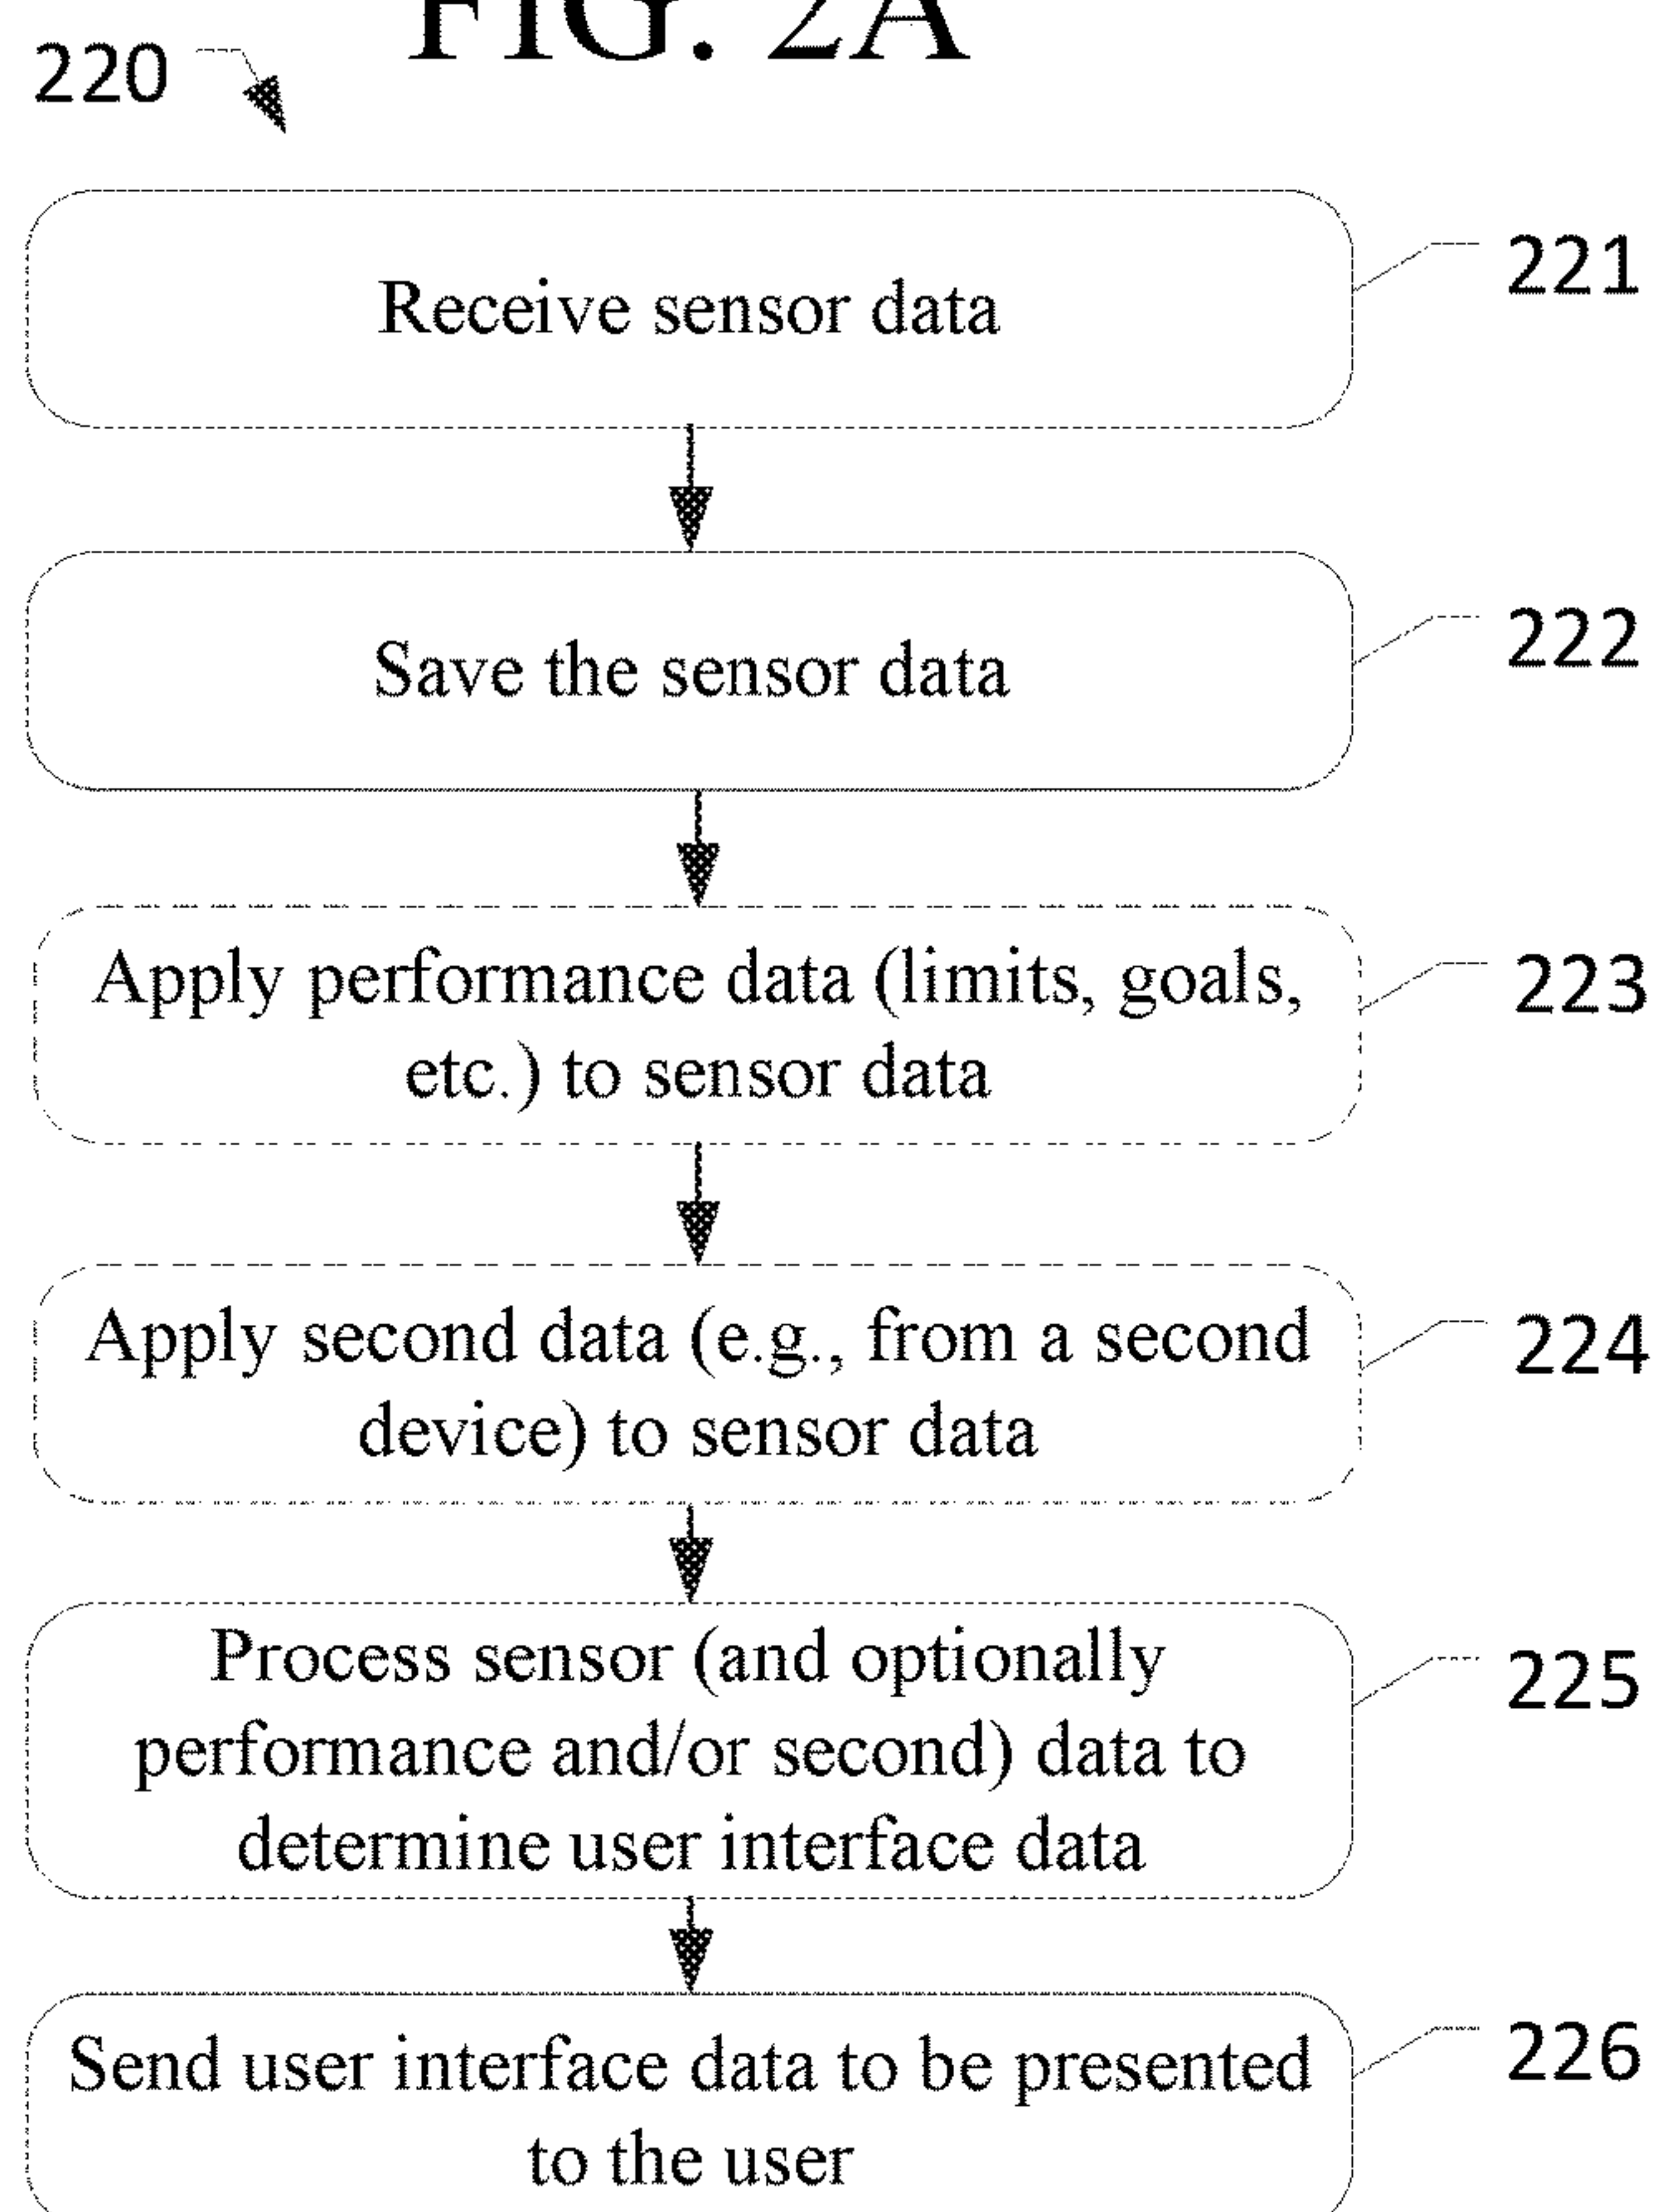 FIG. 2A
220
Receive sensor data
221
Save the sensor data
222
Apply performance data (limits, goals,
etc.) to sensor data
223
Apply second data (e.g., from a second
device) to sensor data
224
Process sensor (and optionally
performance and/or second) data to
determine user interface data
225
Send user interface data to be presented
to the user
226